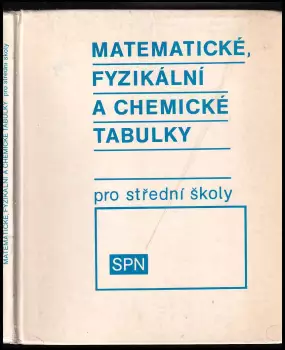 MATEMATICKÉ, FYZIKÁLNÍ A CHEMICKÉ TABULKY pro střední školy
MATEMATICKÉ,
FYZIKÁLNÍ
A CHEMICKÉ
TABULKY
pro střední školy
SPN